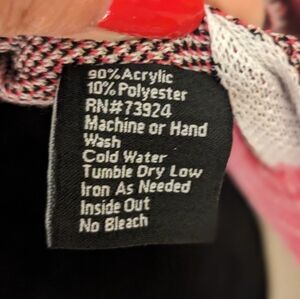 90% Acrylic
10% Polyester
RN#73924
Machine or Hand
Wash
Cold Water
Tumble Dry Low
Iron As Needed
Inside Out
No Bleach